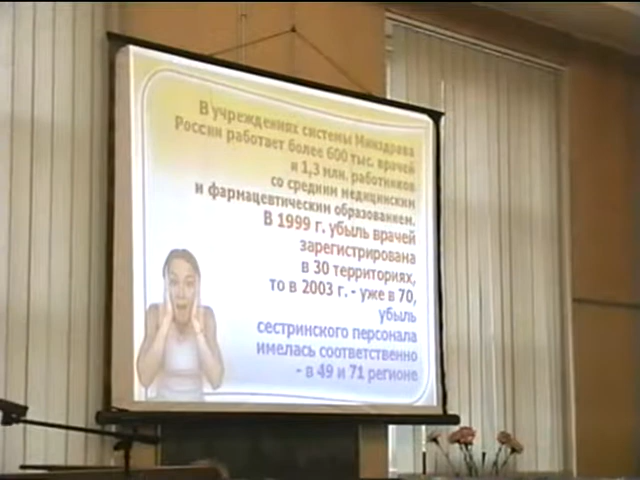 В учреждениях системы Минздрава
России работает более 600 тыс. врачей
и 1,3 млн. работников
со средним медицинским
и фармацевтическим образованием.
В 1999 г. убыль врачей
зарегистрирована
в 30 территориях,
то в 2003 г. - уже в 70,
убыль
сестринского персонала
имелась соответственно
- в 49 и 71 регионе